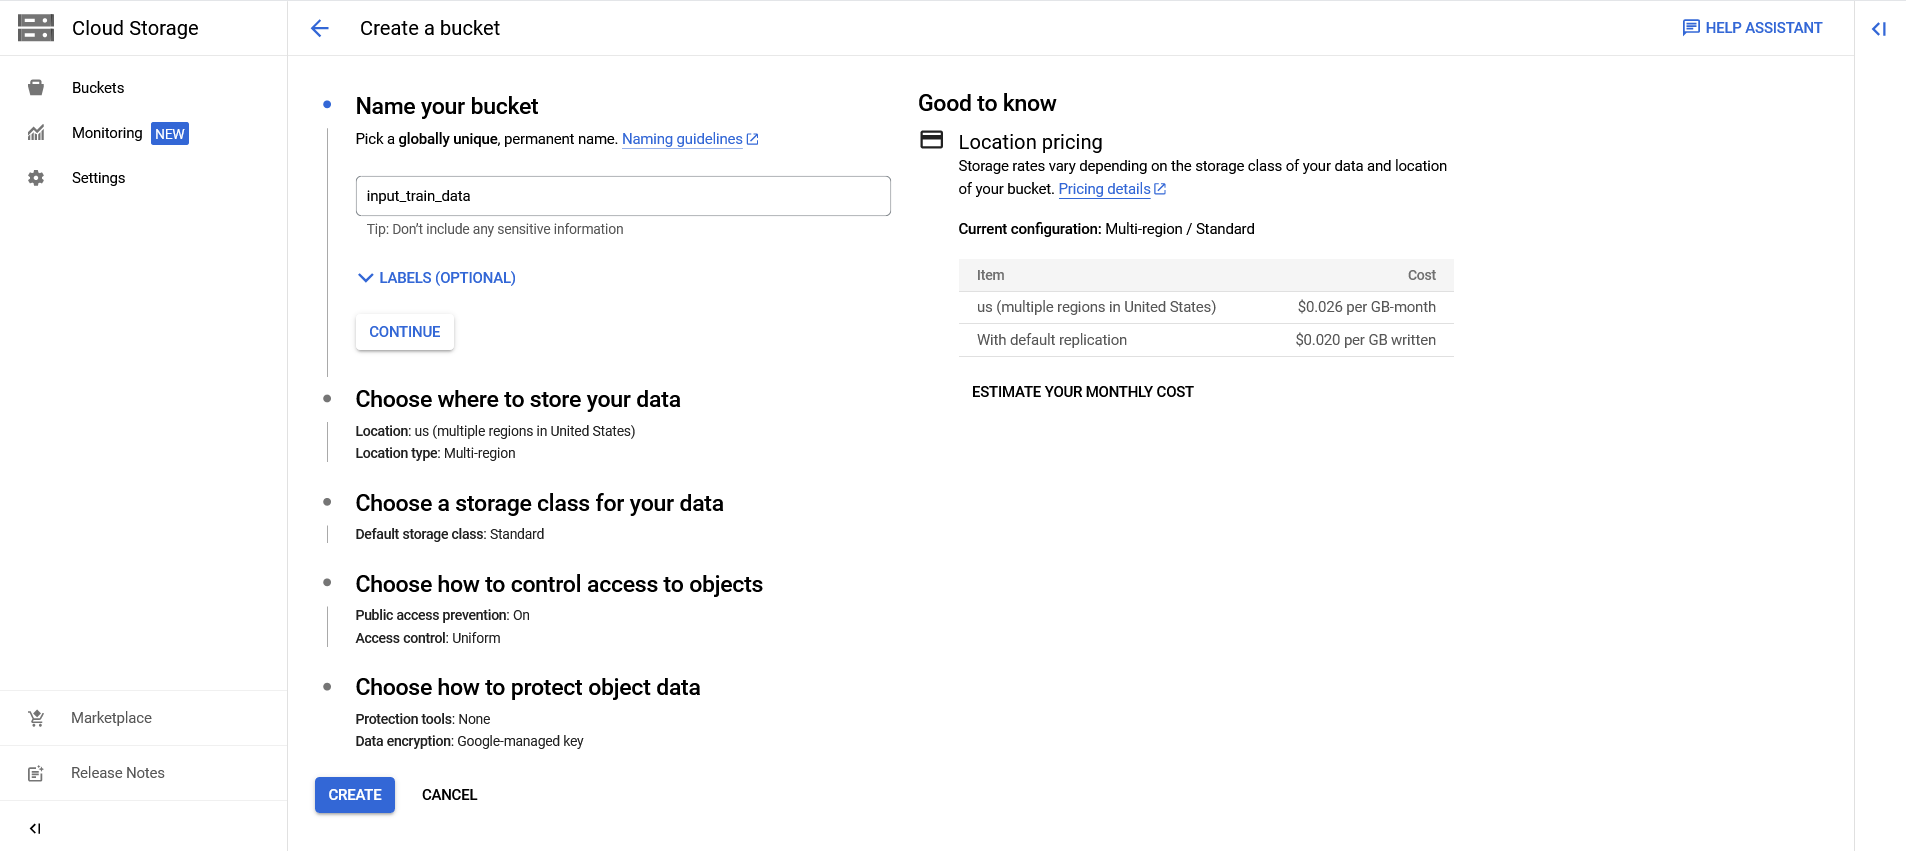 Cloud Storage
Buckets
Monitoring NEW
Settings
Marketplace
Release Notes
Create a bucket
HELP ASSISTANT
Name your bucket
Pick a globally unique, permanent name. Naming guidelines
input_train_data
Tip: Don't include any sensitive information
LABELS (OPTIONAL)
CONTINUE
Choose where to store your data
Location: us (multiple regions in United States)
Location type: Multi-region
Choose a storage class for your data
Default storage class: Standard
Choose how to control access to objects
Public access prevention: On
Access control: Uniform
Choose how to protect object data
Protection tools: None
Data encryption: Google-managed key
CREATE CANCEL
Good to know
Location pricing
Storage rates vary depending on the storage class of your data and location
of your bucket. Pricing details
Current configuration: Multi-region / Standard
Item Cost
us (multiple regions in United States) $0.026 per GB-month
With default replication $0.020 per GB written
ESTIMATE YOUR MONTHLY COST